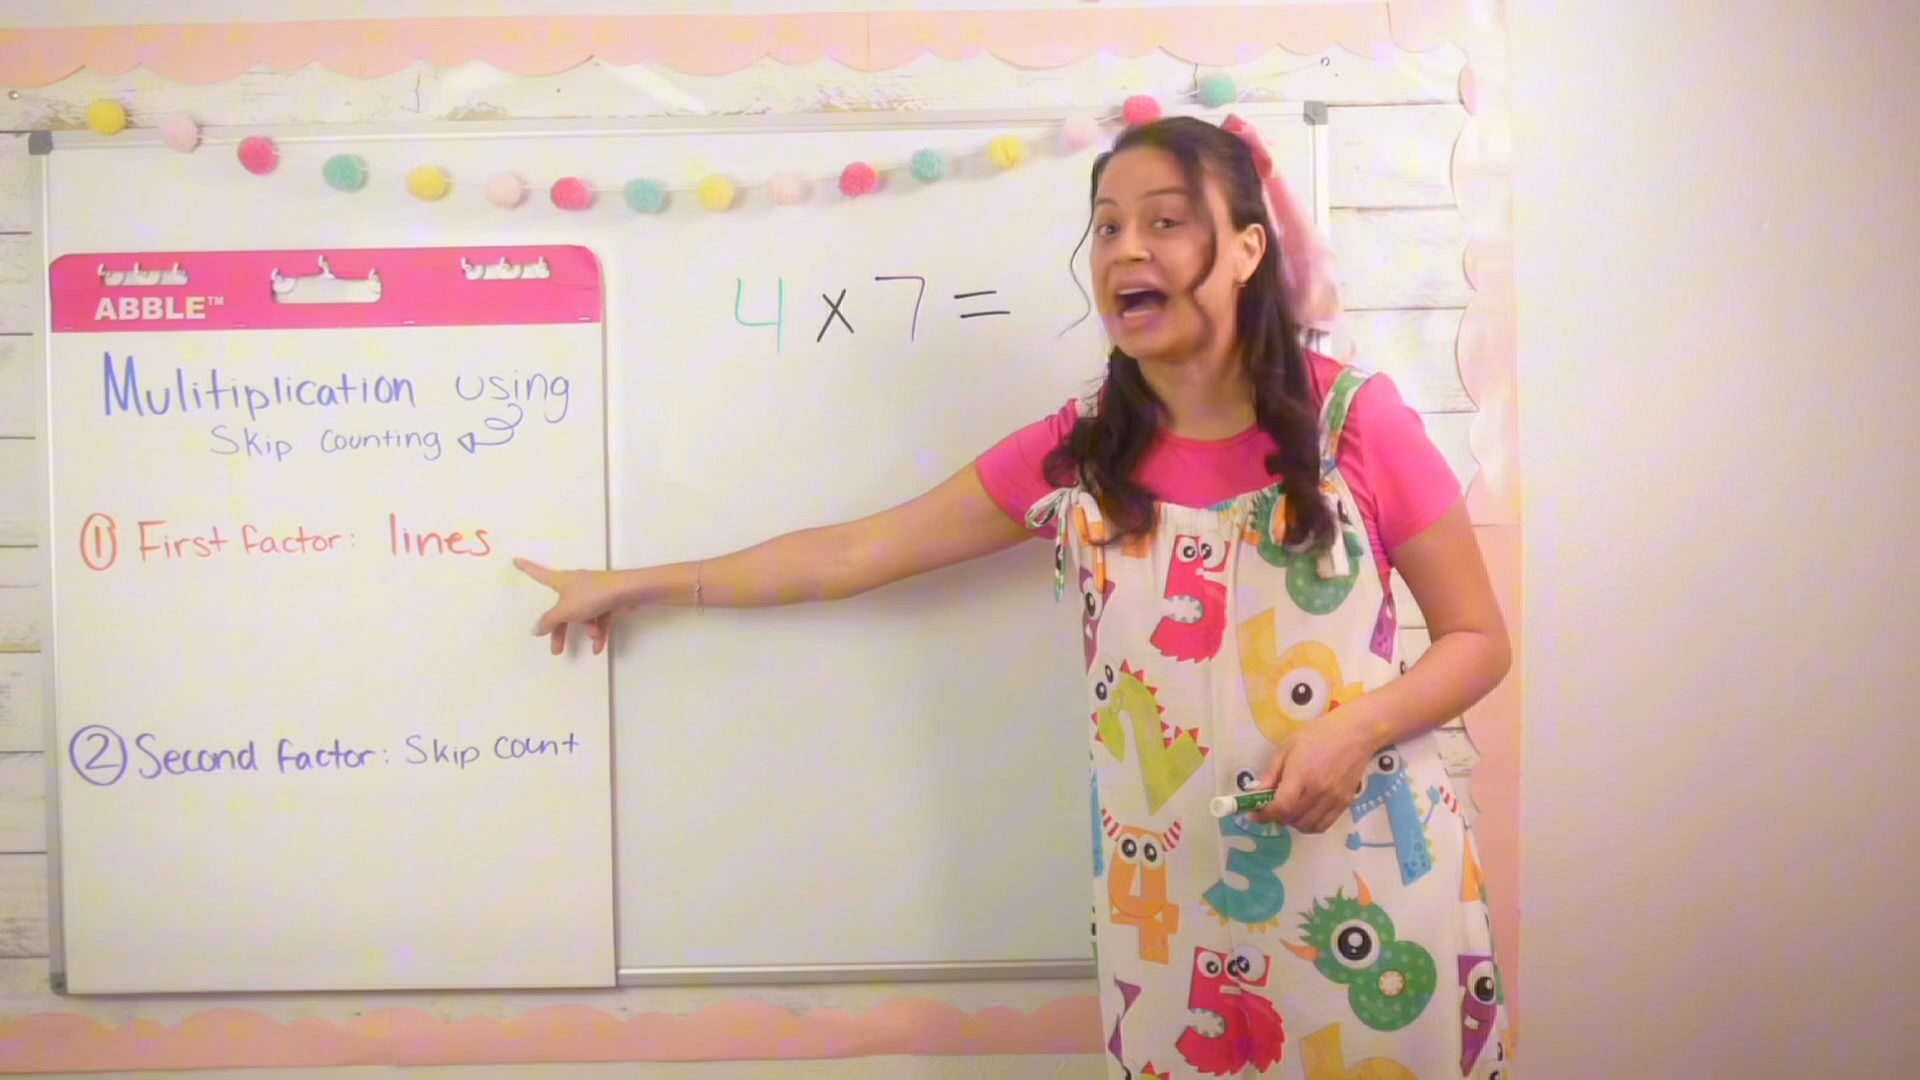 ABBLE™
Mulitiplication using
Skip Counting
① First factor: lines
② Second factor: Skip count
4 x 7 =